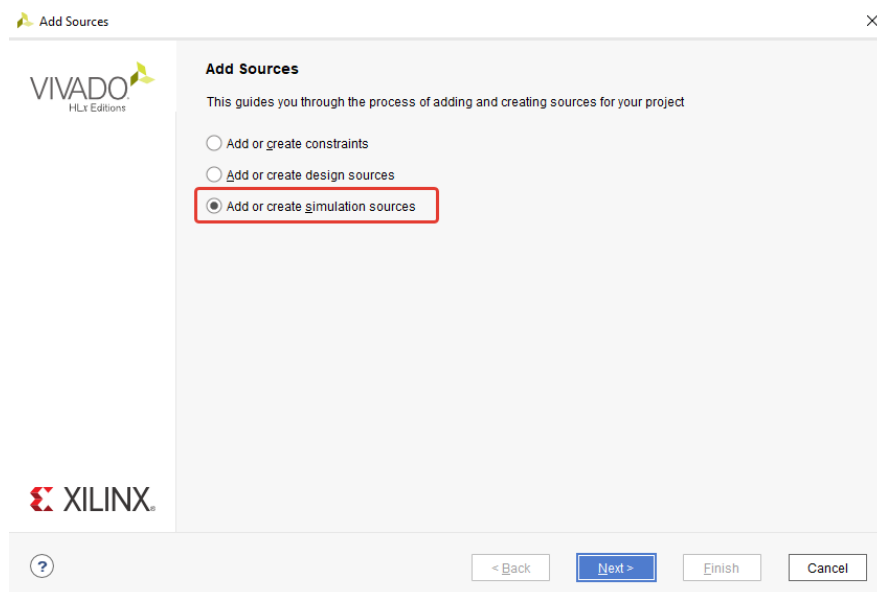 Add Sources
VIVADO
HLx Editions
Add Sources
This guides you through the process of adding and creating sources for your project
Add or create constraints
Add or create design sources
Add or create simulation sources
XILINX
?
< Back
Next >
Finish
Cancel